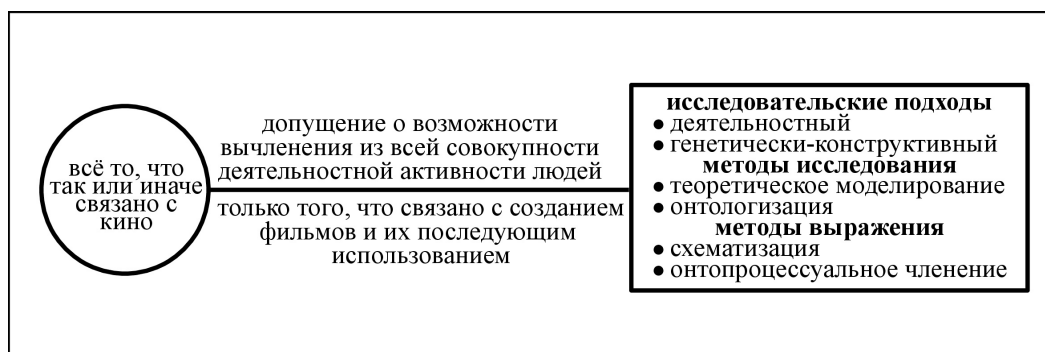 всё то, что
так или иначе
связано с
кино
допущение о возможности
вычленения из всей совокупности
деятельностной активности людей
только того, что связано с созданием
фильмов и их последующим
использованием
исследовательские подходы
● деятельностный
● генетически-конструктивный
методы исследования
● теоретическое моделирование
● онтологизация
методы выражения
● схематизация
● онтопроцессуальное членение